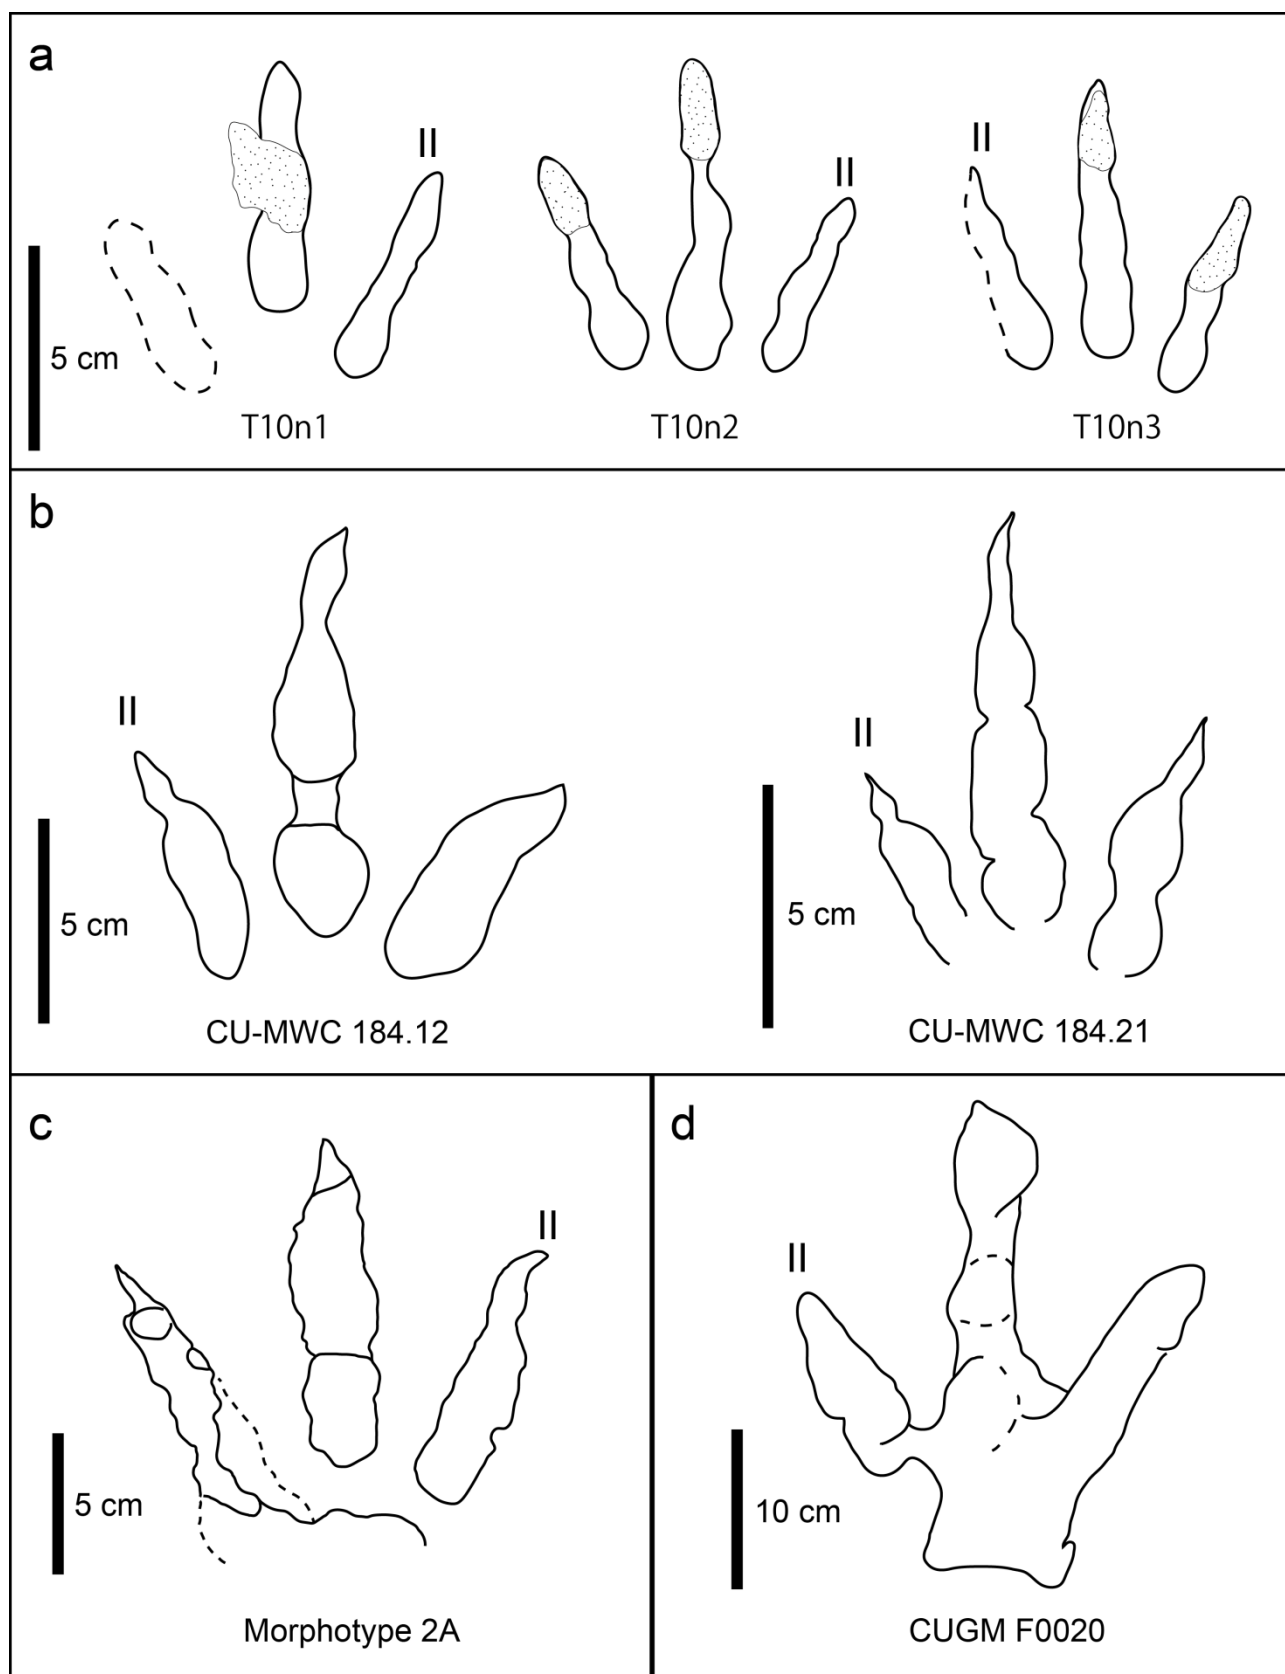 a
II
II
II
5 cm
T10n1
T10n2
T10n3
b
II
II
5 cm
5 cm
CU-MWC 184.12
CU-MWC 184.21
c
II
5 cm
Morphotype 2A
d
II
10 cm
CUGM F0020